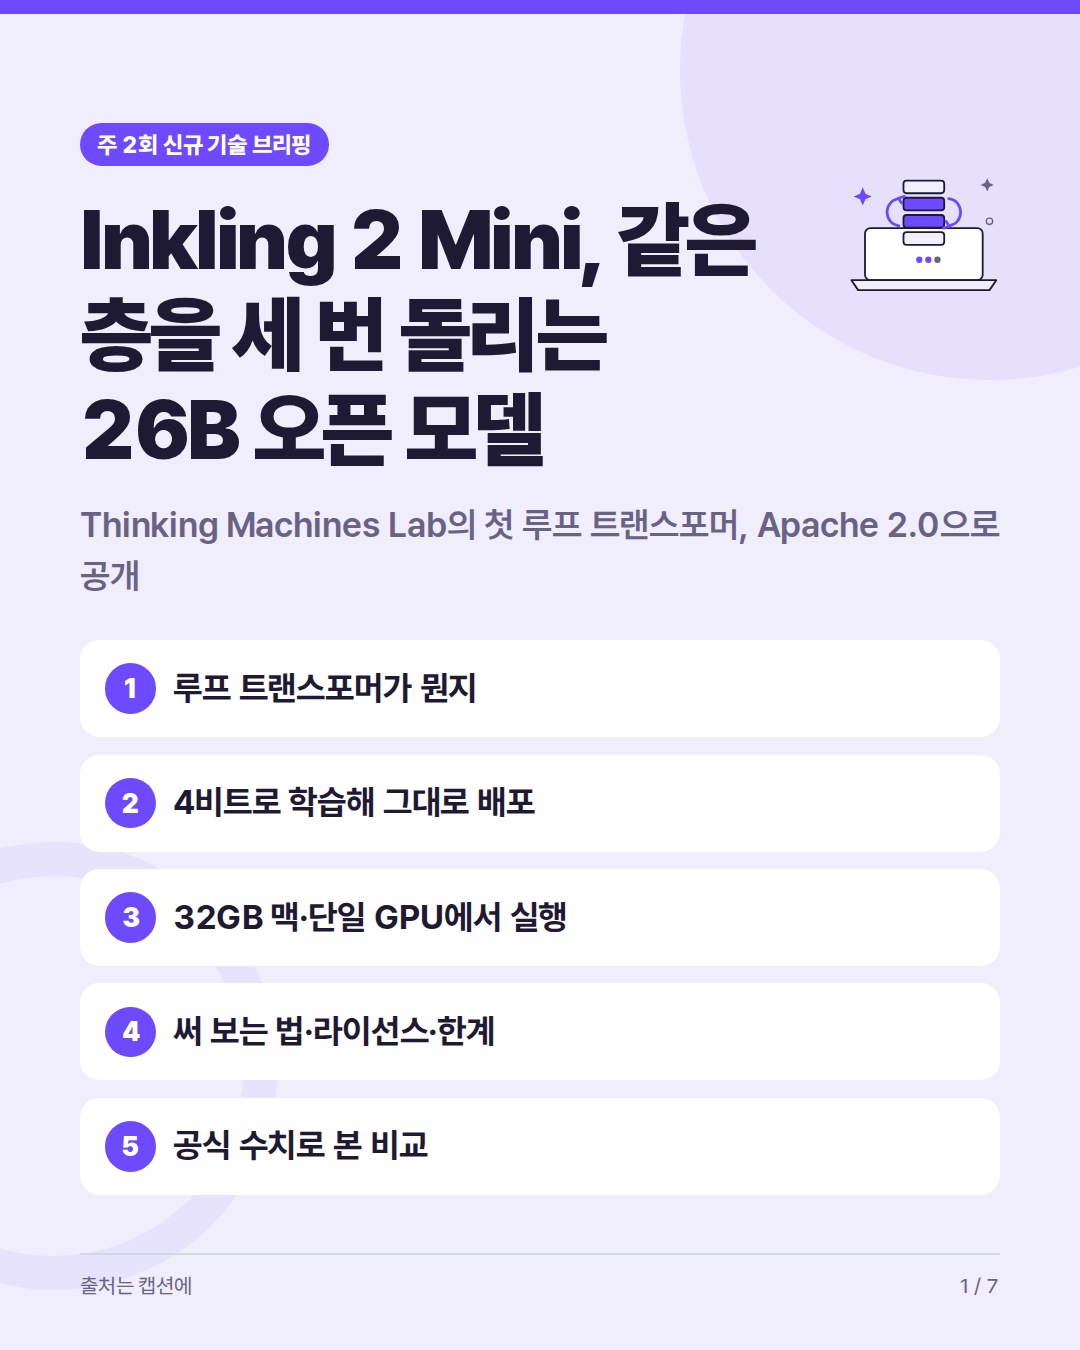 주 2회 신규 기술 브리핑
Inkling 2 Mini, 같은
층을 세 번 돌리는
26B 오픈 모델
Thinking Machines Lab의 첫 루프 트랜스포머, Apache 2.0으로
공개
1 루프 트랜스포머가 뭔지
2 4비트로 학습해 그대로 배포
3 32GB 맥·단일 GPU에서 실행
4 써 보는 법·라이선스·한계
5 공식 수치로 본 비교
출처는 캡션에
1 / 7